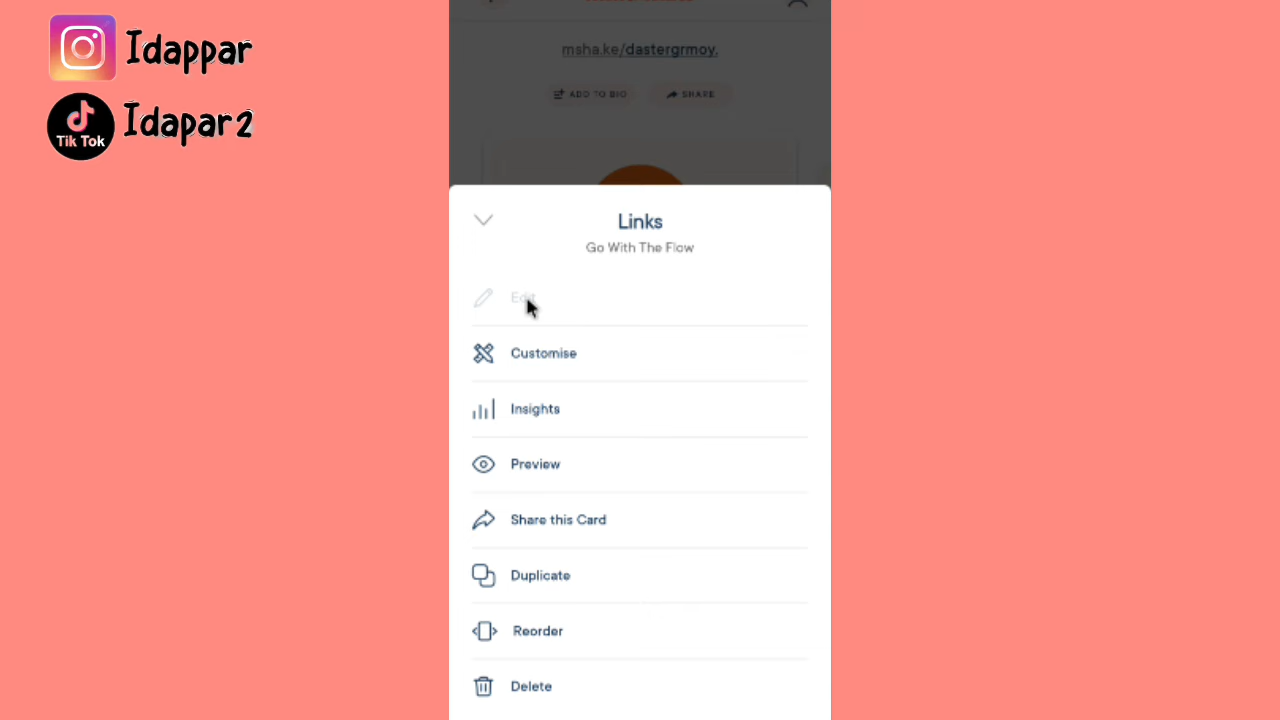 Idappar
Tik Tok
Idapar2
msha.ke/dastergrmoy.
ADD TO BIO
SHARE
Links
Go With The Flow
Edit
Customise
Insights
Preview
Share this Card
Duplicate
Reorder
Delete